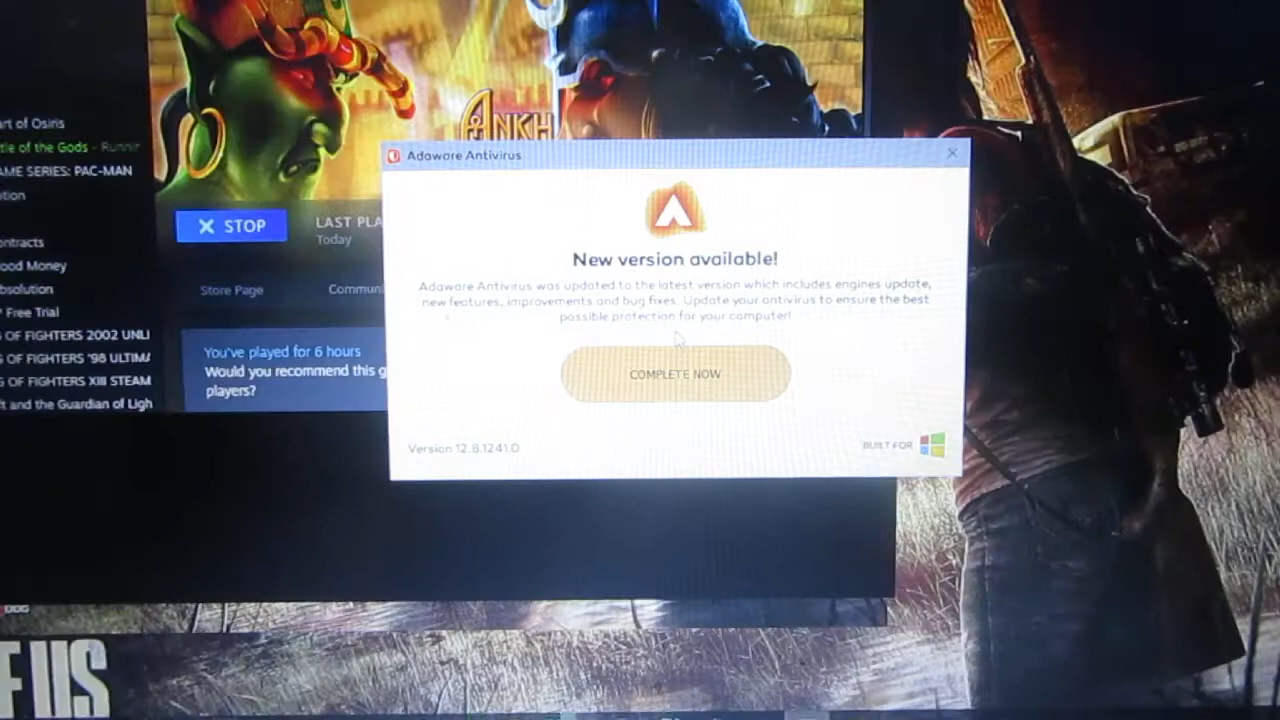 ANKH
art of Osiris
tle of the Gods - Runnin
AME SERIES: PAC-MAN
otion
ontracts
ood Money
bsolution
Free Trial
OF FIGHTERS 2002 UNLI
OF FIGHTERS '98 ULTIMA
OF FIGHTERS XIII STEAM
ft and the Guardian of Ligh
STOP
LAST PLA
Today
Store Page
Commun
You've played for 6 hours
Would you recommend this g
players?
Adaware Antivirus
New version available!
Adaware Antivirus was updated to the latest version which includes engines update,
new features, improvements and bug fixes. Update your antivirus to ensure the best
possible protection for your computer!
COMPLETE NOW
Version 12.8.1241.0
BUILT FOR
F US